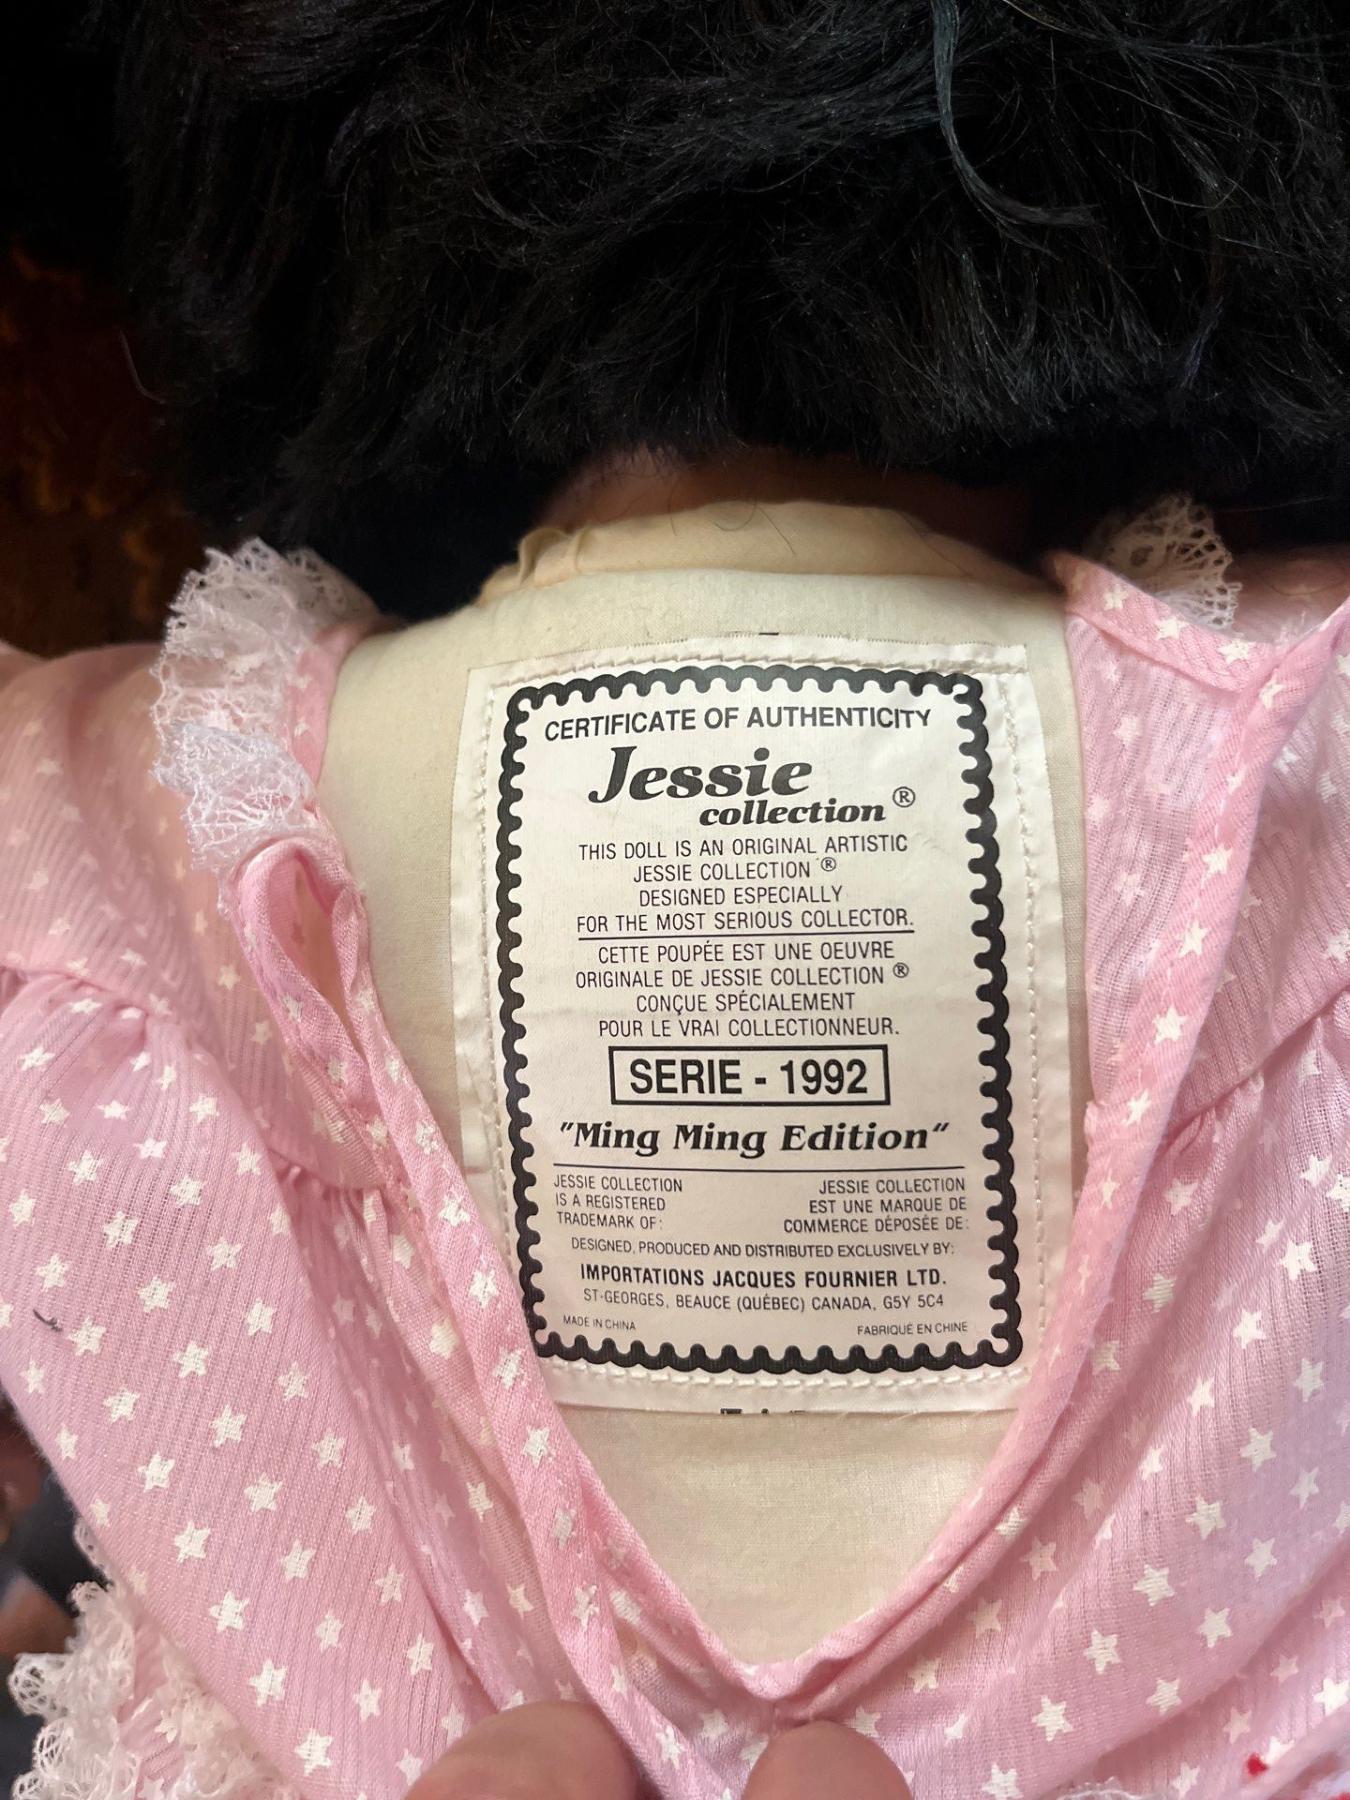 CERTIFICATE OF AUTHENTICITY
Jessie
collection®
THIS DOLL IS AN ORIGINAL ARTISTIC
JESSIE COLLECTION ®
DESIGNED ESPECIALLY
FOR THE MOST SERIOUS COLLECTOR.
CETTE POUPÉE EST UNE OEUVRE
ORIGINALE DE JESSIE COLLECTION ®
CONÇUE SPÉCIALEMENT
POUR LE VRAI COLLECTIONNEUR.
SERIE - 1992
"Ming Ming Edition"
JESSIE COLLECTION
IS A REGISTERED
TRADEMARK OF:
JESSIE COLLECTION
EST UNE MARQUE DE
COMMERCE DÉPOSÉE DE:
DESIGNED, PRODUCED AND DISTRIBUTED EXCLUSIVELY BY:
IMPORTATIONS JACQUES FOURNIER LTD.
ST-GEORGES, BEAUCE (QUÉBEC) CANADA, G5Y 5C4
MADE IN CHINA
FABRIQUÉ EN CHINE